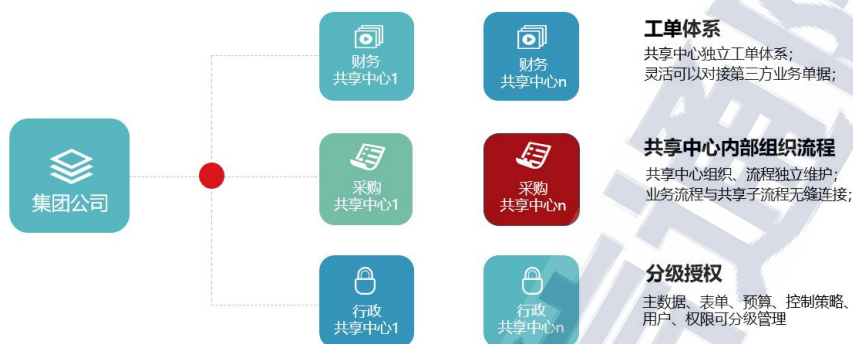 集团公司
财务
共享中心1
财务
共享中心n
采购
共享中心1
采购
共享中心n
行政
共享中心1
行政
共享中心n
工单体系
共享中心独立工单体系；
灵活可以对接第三方业务单据；
共享中心内部组织流程
共享中心组织、流程独立维护；
业务流程与共享子流程无缝连接；
分级授权
主数据、表单、预算、控制策略、
用户、权限可分级管理